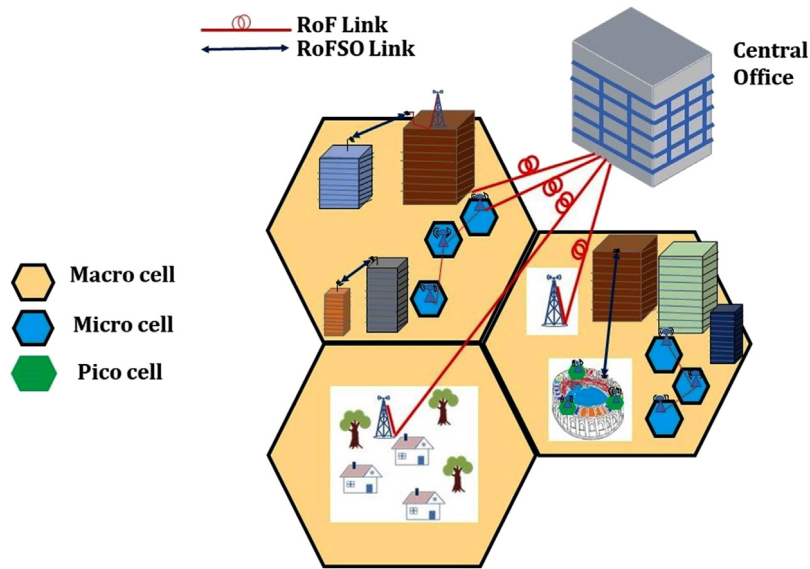 RoF Link
RoFSO Link
Central
Office
Macro cell
Micro cell
Pico cell